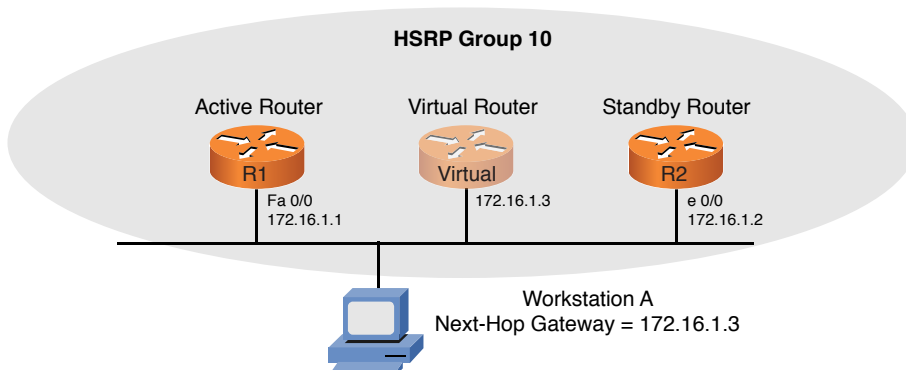 HSRP Group 10
Active Router
Virtual Router
Standby Router
R1
Virtual
R2
Fa 0/0
172.16.1.1
172.16.1.3
e 0/0
172.16.1.2
Workstation A
Next-Hop Gateway = 172.16.1.3